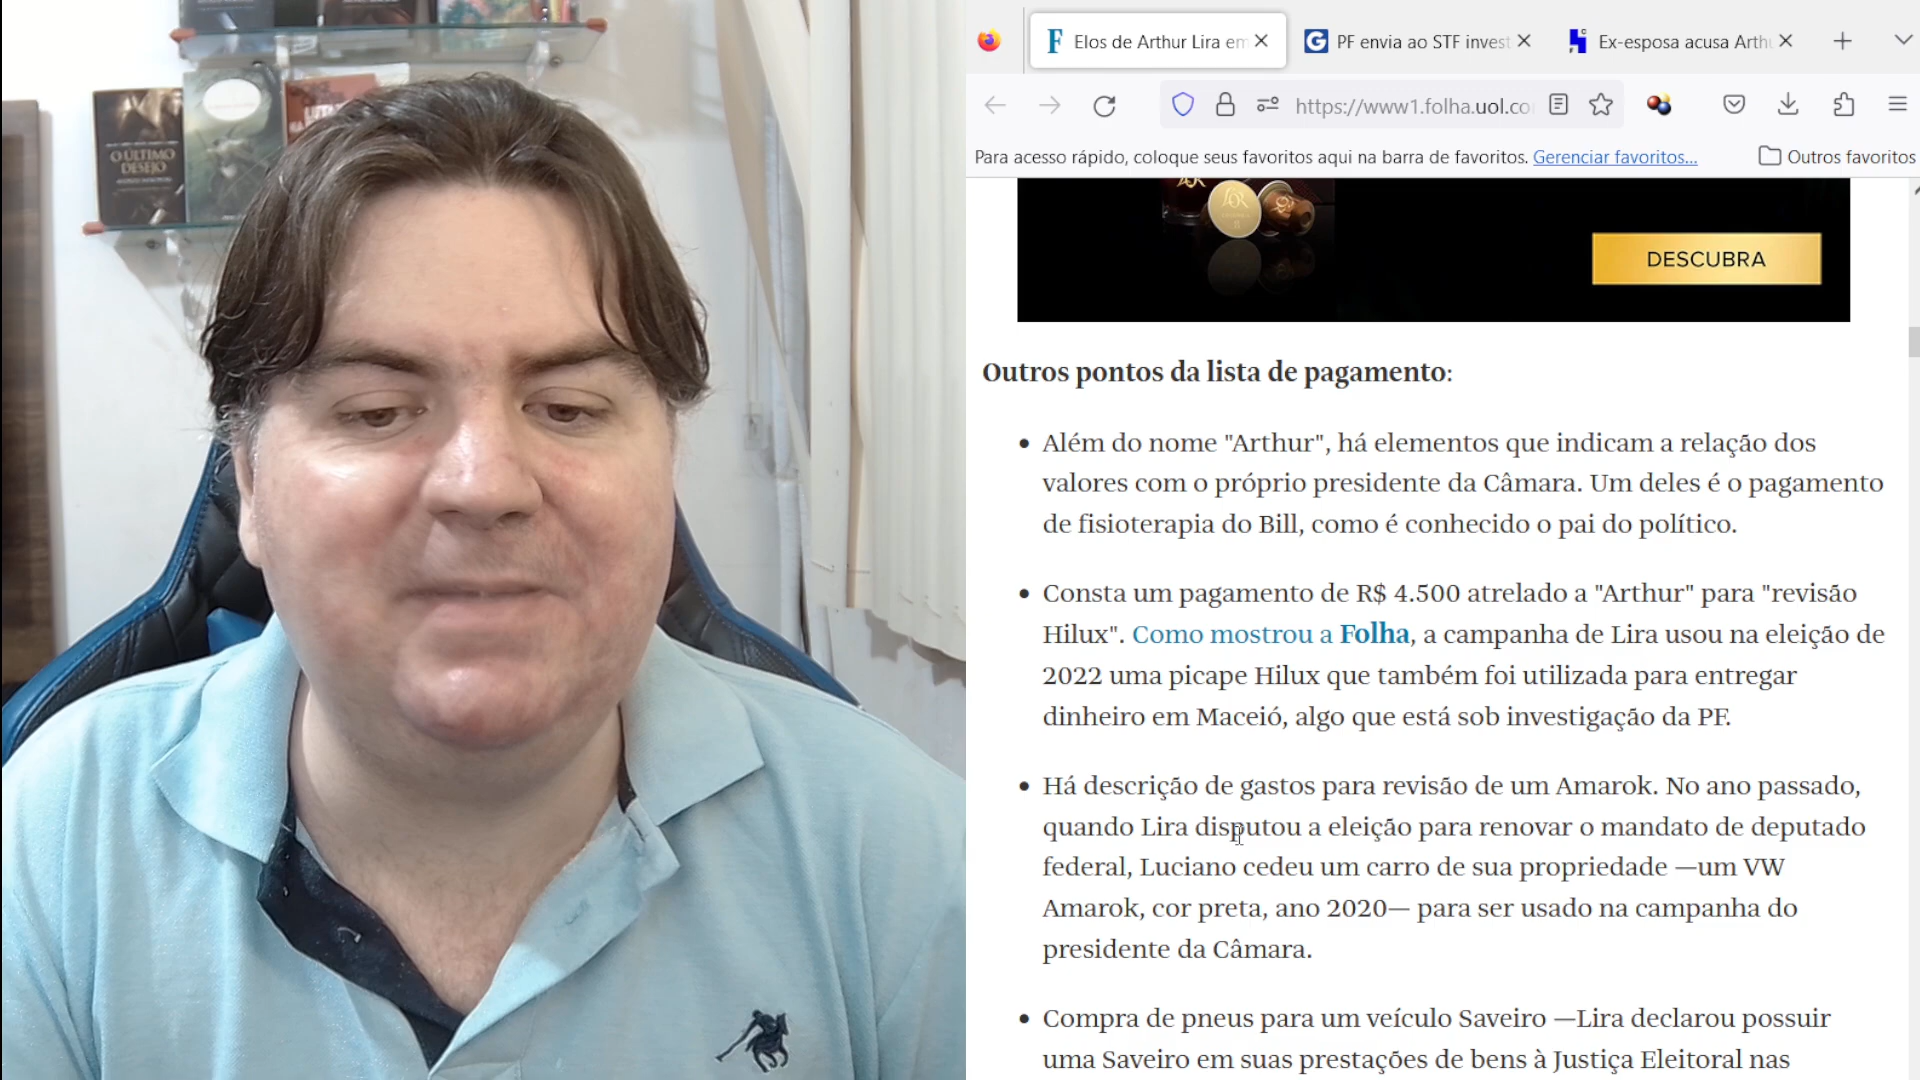 O ÚLTIMO
DESEJO
Elos de Arthur Lira em
PF envia ao STF invest
Ex-esposa acusa Arthu
https://www1.folha.uol.co
Para acesso rápido, coloque seus favoritos aqui na barra de favoritos. Gerenciar favoritos...
Outros favoritos
L'OR
DESCUBRA
Outros pontos da lista de pagamento:
Além do nome "Arthur", há elementos que indicam a relação dos
valores com o próprio presidente da Câmara. Um deles é o pagamento
de fisioterapia do Bill, como é conhecido o pai do político.
Consta um pagamento de R$ 4.500 atrelado a "Arthur" para "revisão
Hilux". Como mostrou a Folha, a campanha de Lira usou na eleição de
2022 uma picape Hilux que também foi utilizada para entregar
dinheiro em Maceió, algo que está sob investigação da PF.
Há descrição de gastos para revisão de um Amarok. No ano passado,
quando Lira disputou a eleição para renovar o mandato de deputado
federal, Luciano cedeu um carro de sua propriedade —um VW
Amarok, cor preta, ano 2020— para ser usado na campanha do
presidente da Câmara.
Compra de pneus para um veículo Saveiro —Lira declarou possuir
uma Saveiro em suas prestações de bens à Justiça Eleitoral nas